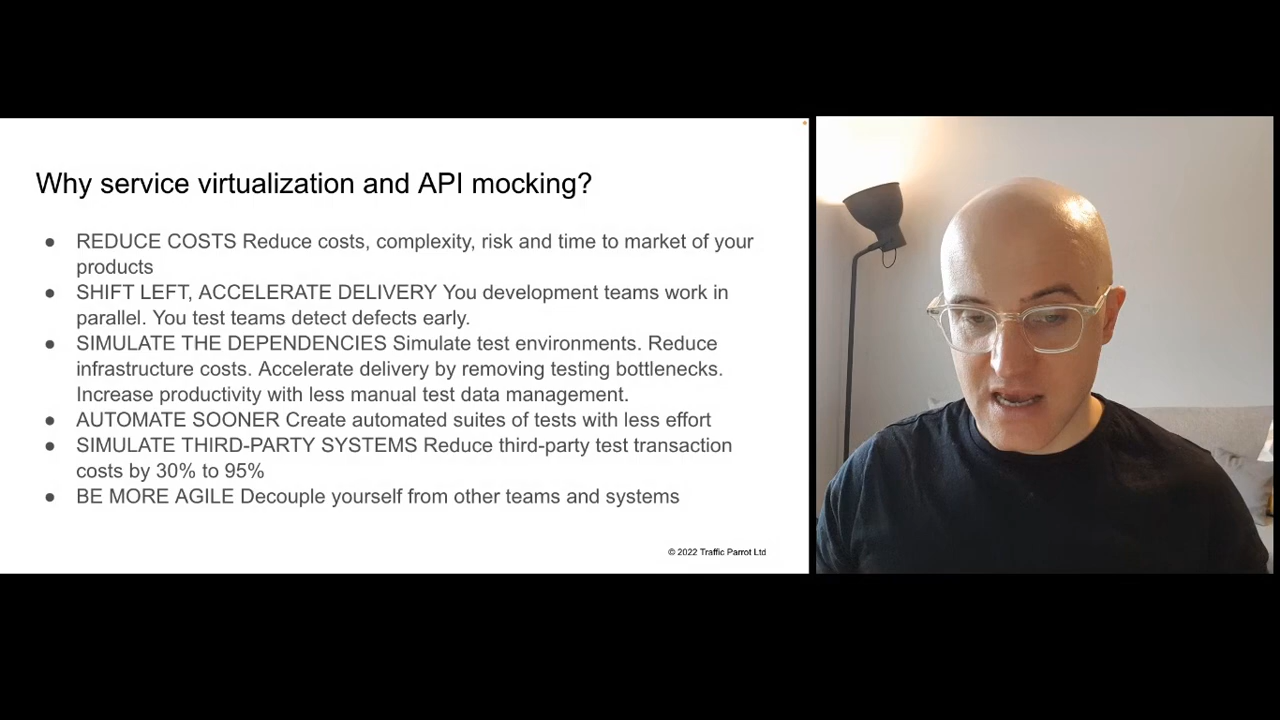 Why service virtualization and API mocking?
● REDUCE COSTS Reduce costs, complexity, risk and time to market of your
products
● SHIFT LEFT, ACCELERATE DELIVERY You development teams work in
parallel. You test teams detect defects early.
● SIMULATE THE DEPENDENCIES Simulate test environments. Reduce
infrastructure costs. Accelerate delivery by removing testing bottlenecks.
Increase productivity with less manual test data management.
● AUTOMATE SOONER Create automated suites of tests with less effort
● SIMULATE THIRD-PARTY SYSTEMS Reduce third-party test transaction
costs by 30% to 95%
● BE MORE AGILE Decouple yourself from other teams and systems
© 2022 Traffic Parrot Ltd